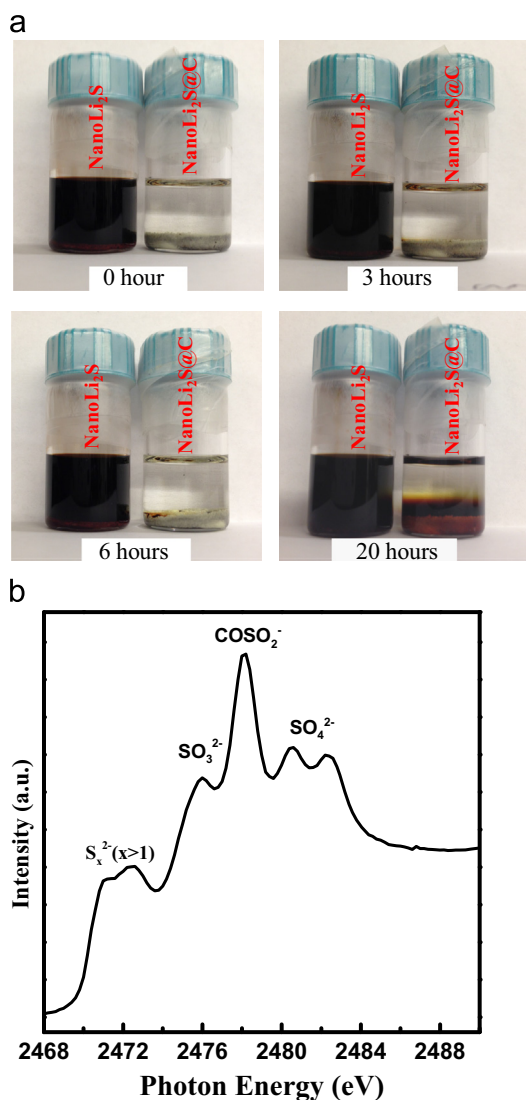 a
NanoLi₂S
NanoLi₂S@C
0 hour
NanoLi₂S
NanoLi₂S@C
3 hours
NanoLi₂S
NanoLi₂S@C
6 hours
NanoLi₂S
NanoLi₂S@C
20 hours
b
COSO₂⁻
SO₃²⁻
SO₄²⁻
Sₓ²⁻(x>1)
Intensity (a.u.)
2468 2472 2476 2480 2484 2488
Photon Energy (eV)